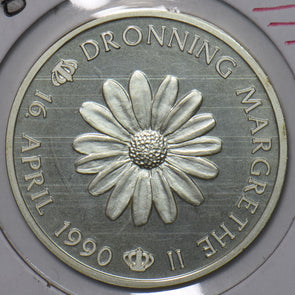 DRONNING MARGRETHE II
16. APRIL 1990